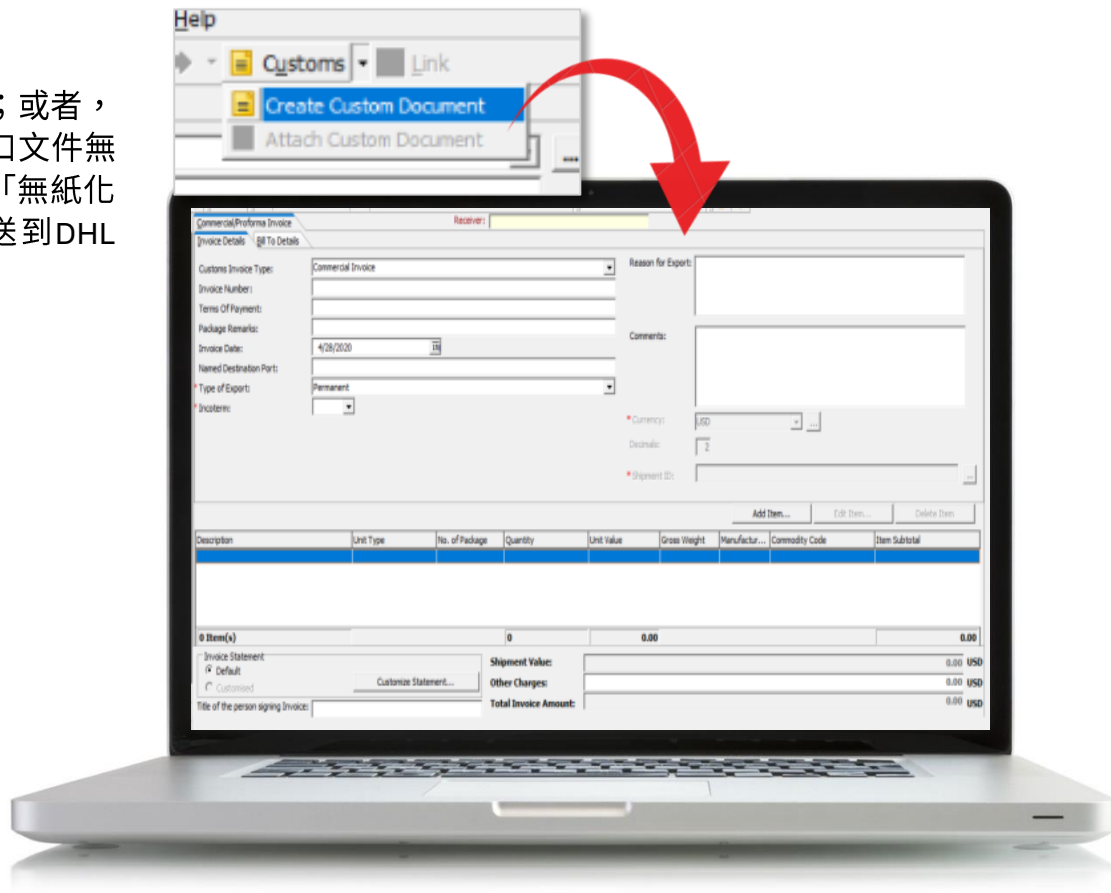 Help
Customs
Link
Create Custom Document
Attach Custom Document
...
；或者，
口文件無
「無紙化
送到DHL
Commercial/Proforma Invoice
Receiver:
Invoice Details
Bill To Details
Customs Invoice Type:
Commercial Invoice
Reason for Export:
Invoice Number:
Terms Of Payment:
Package Remarks:
Comments:
Invoice Date:
4/28/2020
15
Named Destination Port:
* Type of Export:
Permanent
* Incoterm:
* Currency:
USD
...
Decimals:
2
* Shipment ID:
...
Add Item...
Edit Item...
Delete Item
Description
Unit Type
No. of Package
Quantity
Unit Value
Gross Weight
Manufactur...
Commodity Code
Item Subtotal
0 Item(s)
0
0.00
0.00
Invoice Statement
Default
Customised
Customize Statement...
Shipment Value:
0.00 USD
Other Charges:
0.00 USD
Title of the person signing Invoice:
Total Invoice Amount:
0.00 USD